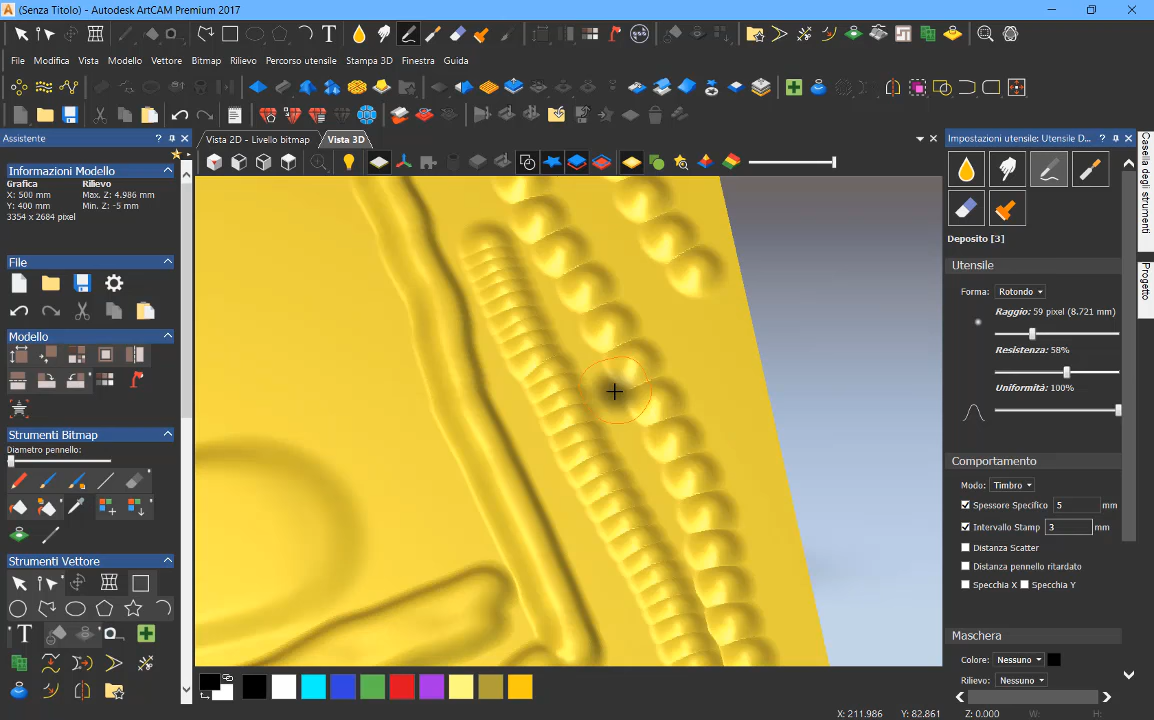 (Senza Titolo) - Autodesk ArtCAM Premium 2017
File Modifica Vista Modello Vettore Bitmap Rilievo Percorso utensile Stampa 3D Finestra Guida
Assistente
Vista 2D - Livello bitmap Vista 3D
Impostazioni utensile: Utensile D...
Informazioni Modello
Grafica Rilievo
X: 500 mm Max. Z: 4.986 mm
Y: 400 mm Min. Z: -5 mm
3354 x 2684 pixel
File
Modello
Strumenti Bitmap
Diametro pennello:
Strumenti Vettore
Deposito [3]
Utensile
Forma: Rotondo
Raggio: 59 pixel (8.721 mm)
Resistenza: 58%
Uniformità: 100%
Comportamento
Modo: Timbro
Spessore Specifico 5 mm
Intervallo Stamp 3 mm
Distanza Scatter
Distanza pennello ritardato
Specchia X Specchia Y
Maschera
Colore: Nessuno
Rilievo: Nessuno
Casella degli strumenti
Progetto
X: 211.986 Y: 82.861 Z: 0.000 W: H: